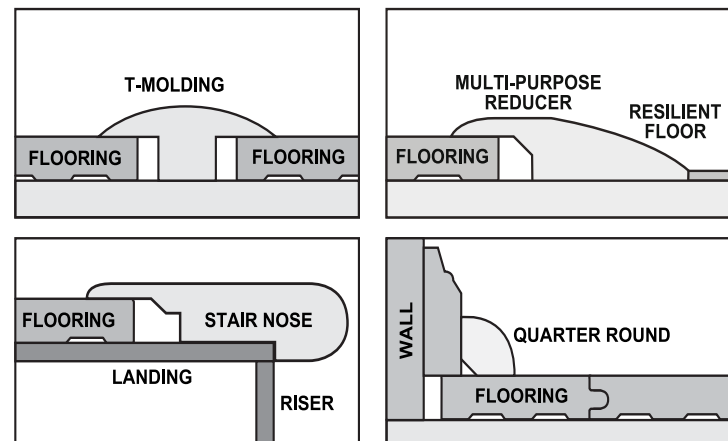 T-MOLDING
FLOORING
FLOORING
MULTI-PURPOSE
REDUCER
RESILIENT
FLOOR
FLOORING
FLOORING
STAIR NOSE
LANDING
RISER
WALL
QUARTER ROUND
FLOORING